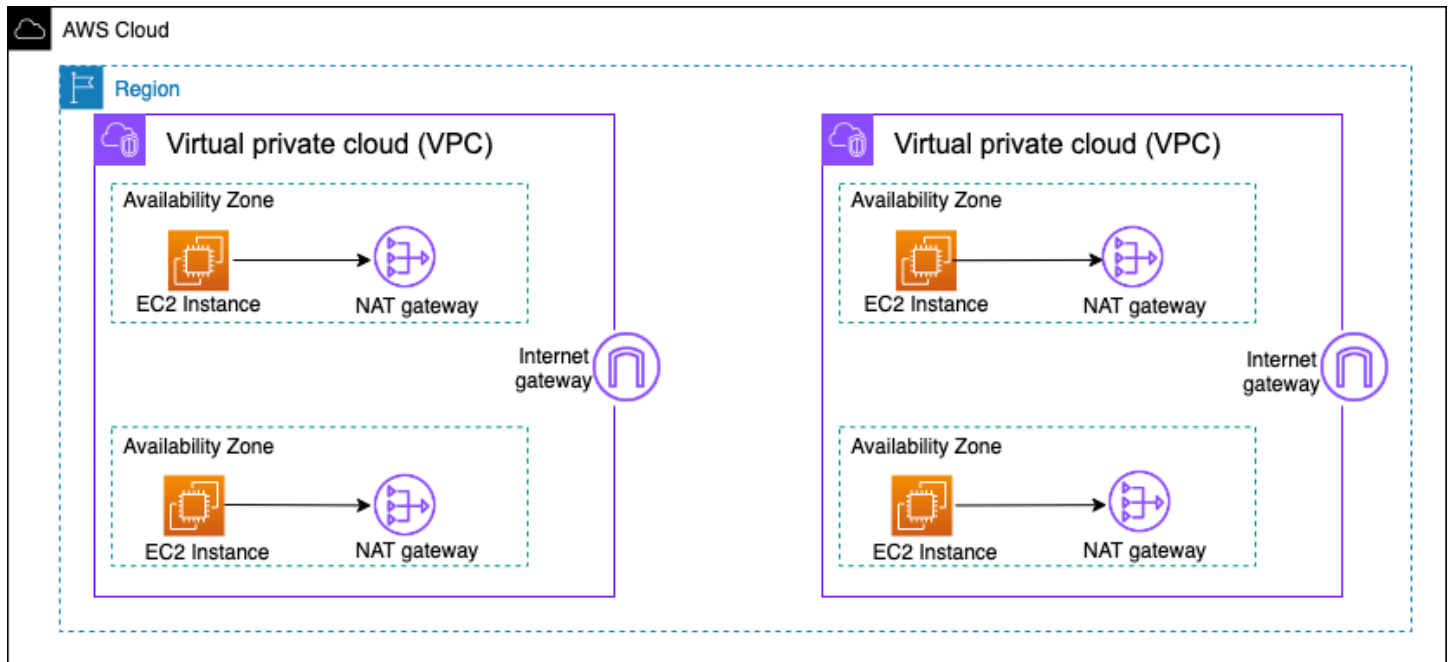 AWS Cloud
Region
Virtual private cloud (VPC)
Availability Zone
EC2 Instance
NAT gateway
Internet
gateway
Availability Zone
EC2 Instance
NAT gateway
Virtual private cloud (VPC)
Availability Zone
EC2 Instance
NAT gateway
Internet
gateway
Availability Zone
EC2 Instance
NAT gateway